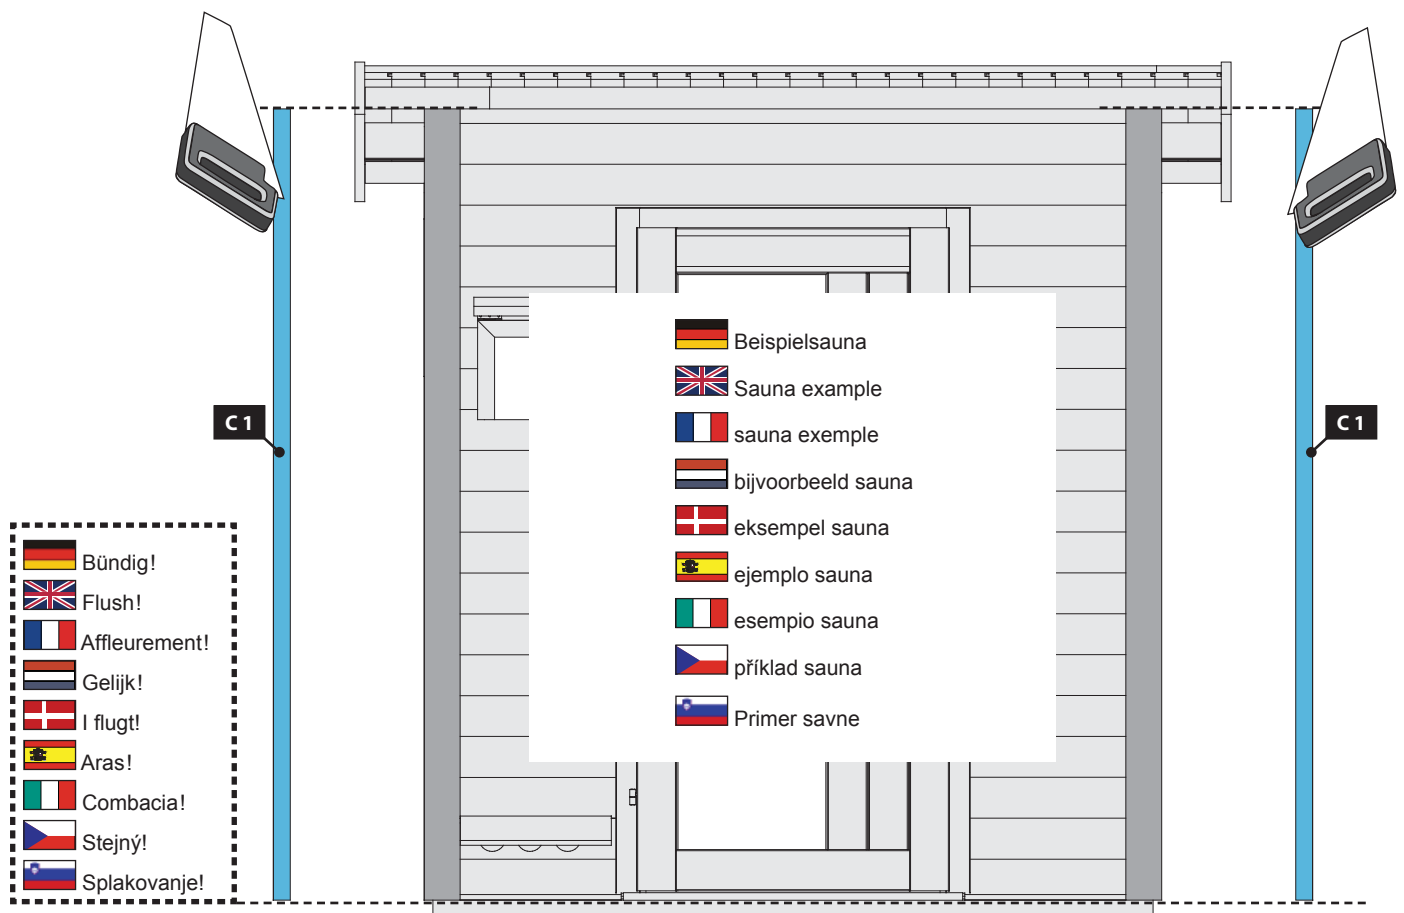 C1
C1
Beispielsauna
Sauna example
sauna exemple
bijvoorbeeld sauna
eksempel sauna
ejemplo sauna
esempio sauna
příklad sauna
Primer savne
Bündig!
Flush!
Affleurement!
Gelijk!
I flugt!
Aras!
Combacia!
Stejný!
Splakovanje!